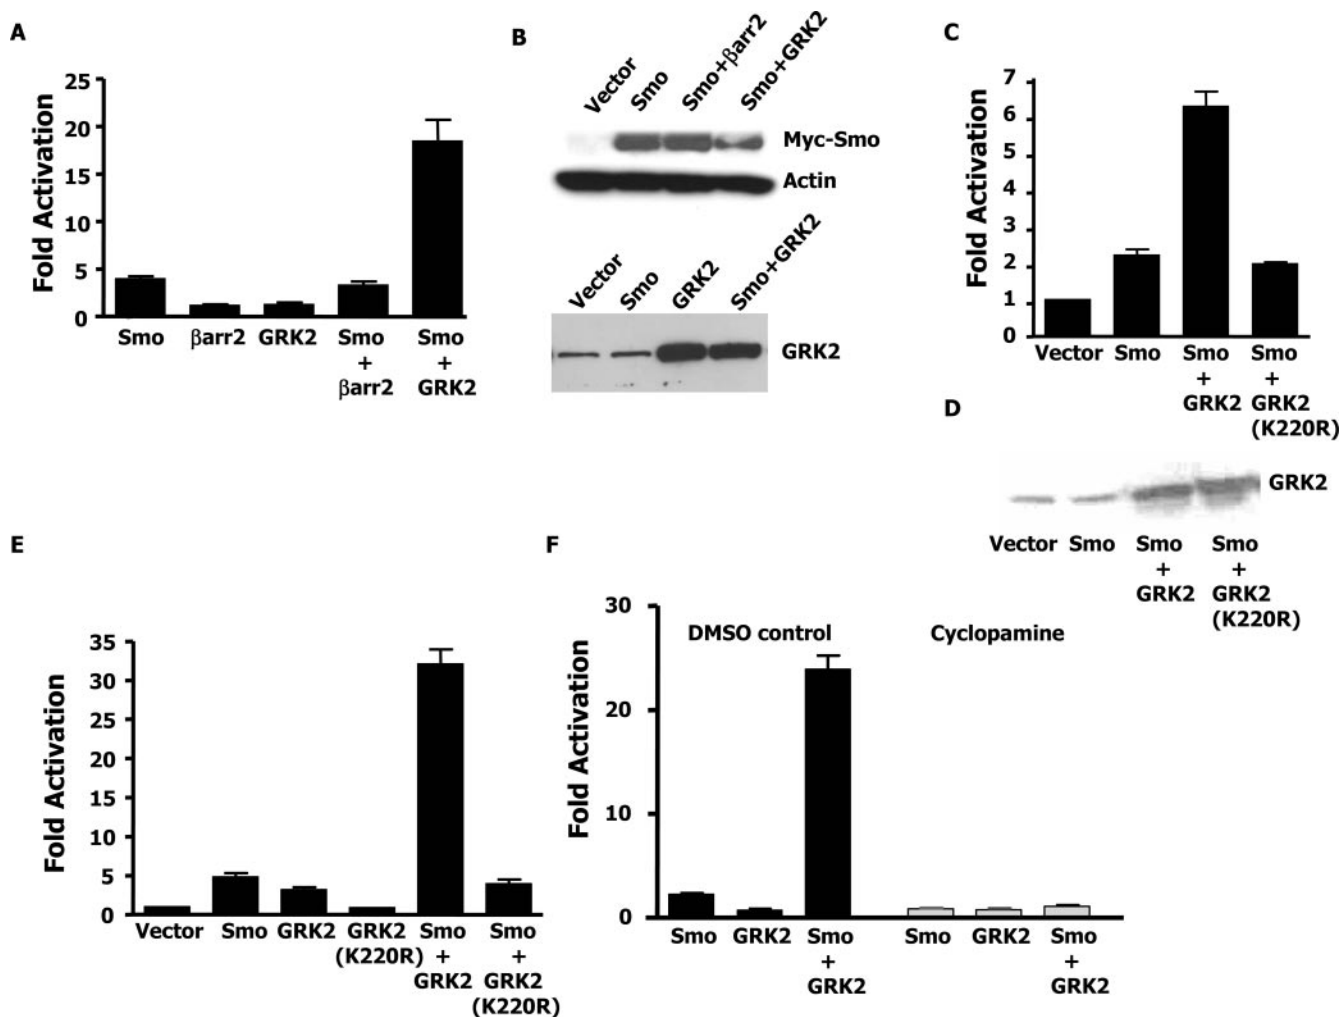 A
Fold Activation
25
20
15
10
5
0
Smo
βarr2
GRK2
Smo
+
βarr2
Smo
+
GRK2
B
Vector
Smo
Smo+βarr2
Smo+GRK2
Myc-Smo
Actin
Vector
Smo
GRK2
Smo+GRK2
GRK2
C
Fold Activation
7
6
5
4
3
2
1
0
Vector
Smo
Smo
+
GRK2
Smo
+
GRK2
(K220R)
D
GRK2
Vector
Smo
Smo
+
GRK2
Smo
+
GRK2
(K220R)
E
Fold Activation
35
30
25
20
15
10
5
0
Vector
Smo
GRK2
GRK2
(K220R)
Smo
+
GRK2
Smo
+
GRK2
(K220R)
F
Fold Activation
30
20
10
0
DMSO control
Cyclopamine
Smo
GRK2
Smo
+
GRK2
Smo
GRK2
Smo
+
GRK2